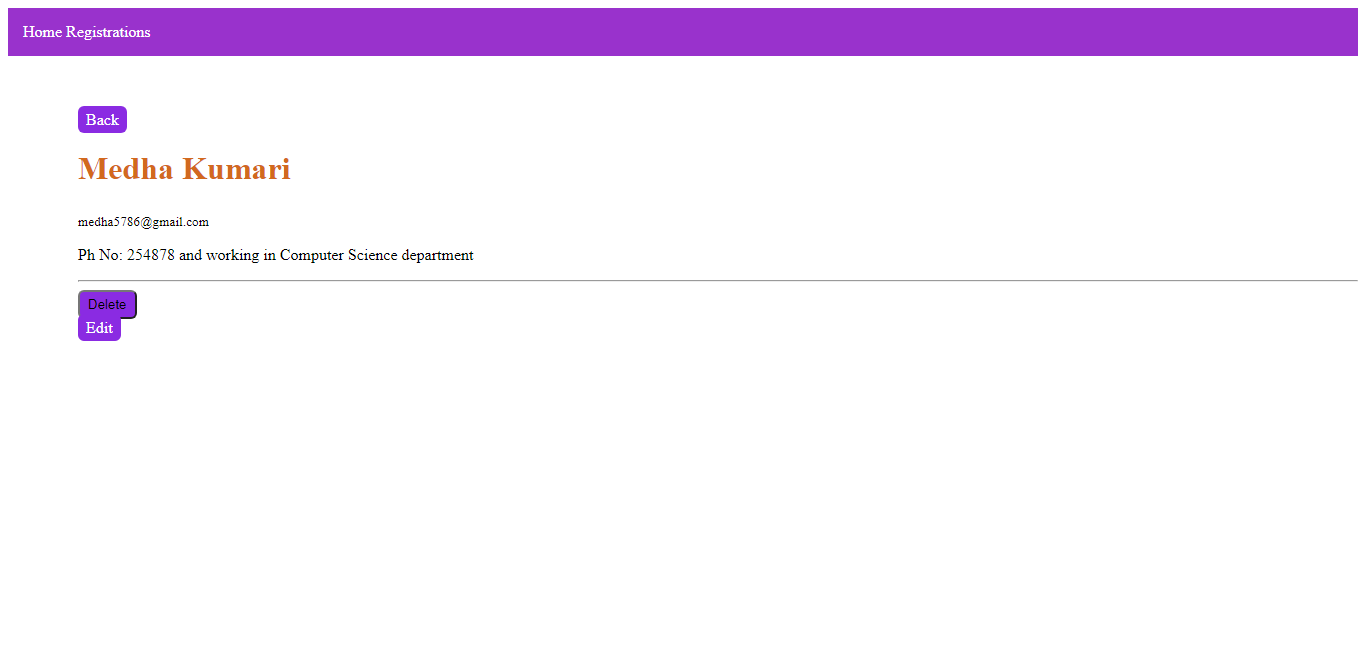 Home Registrations
Back
Medha Kumari
medha5786@gmail.com
Ph No: 254878 and working in Computer Science department
Delete
Edit